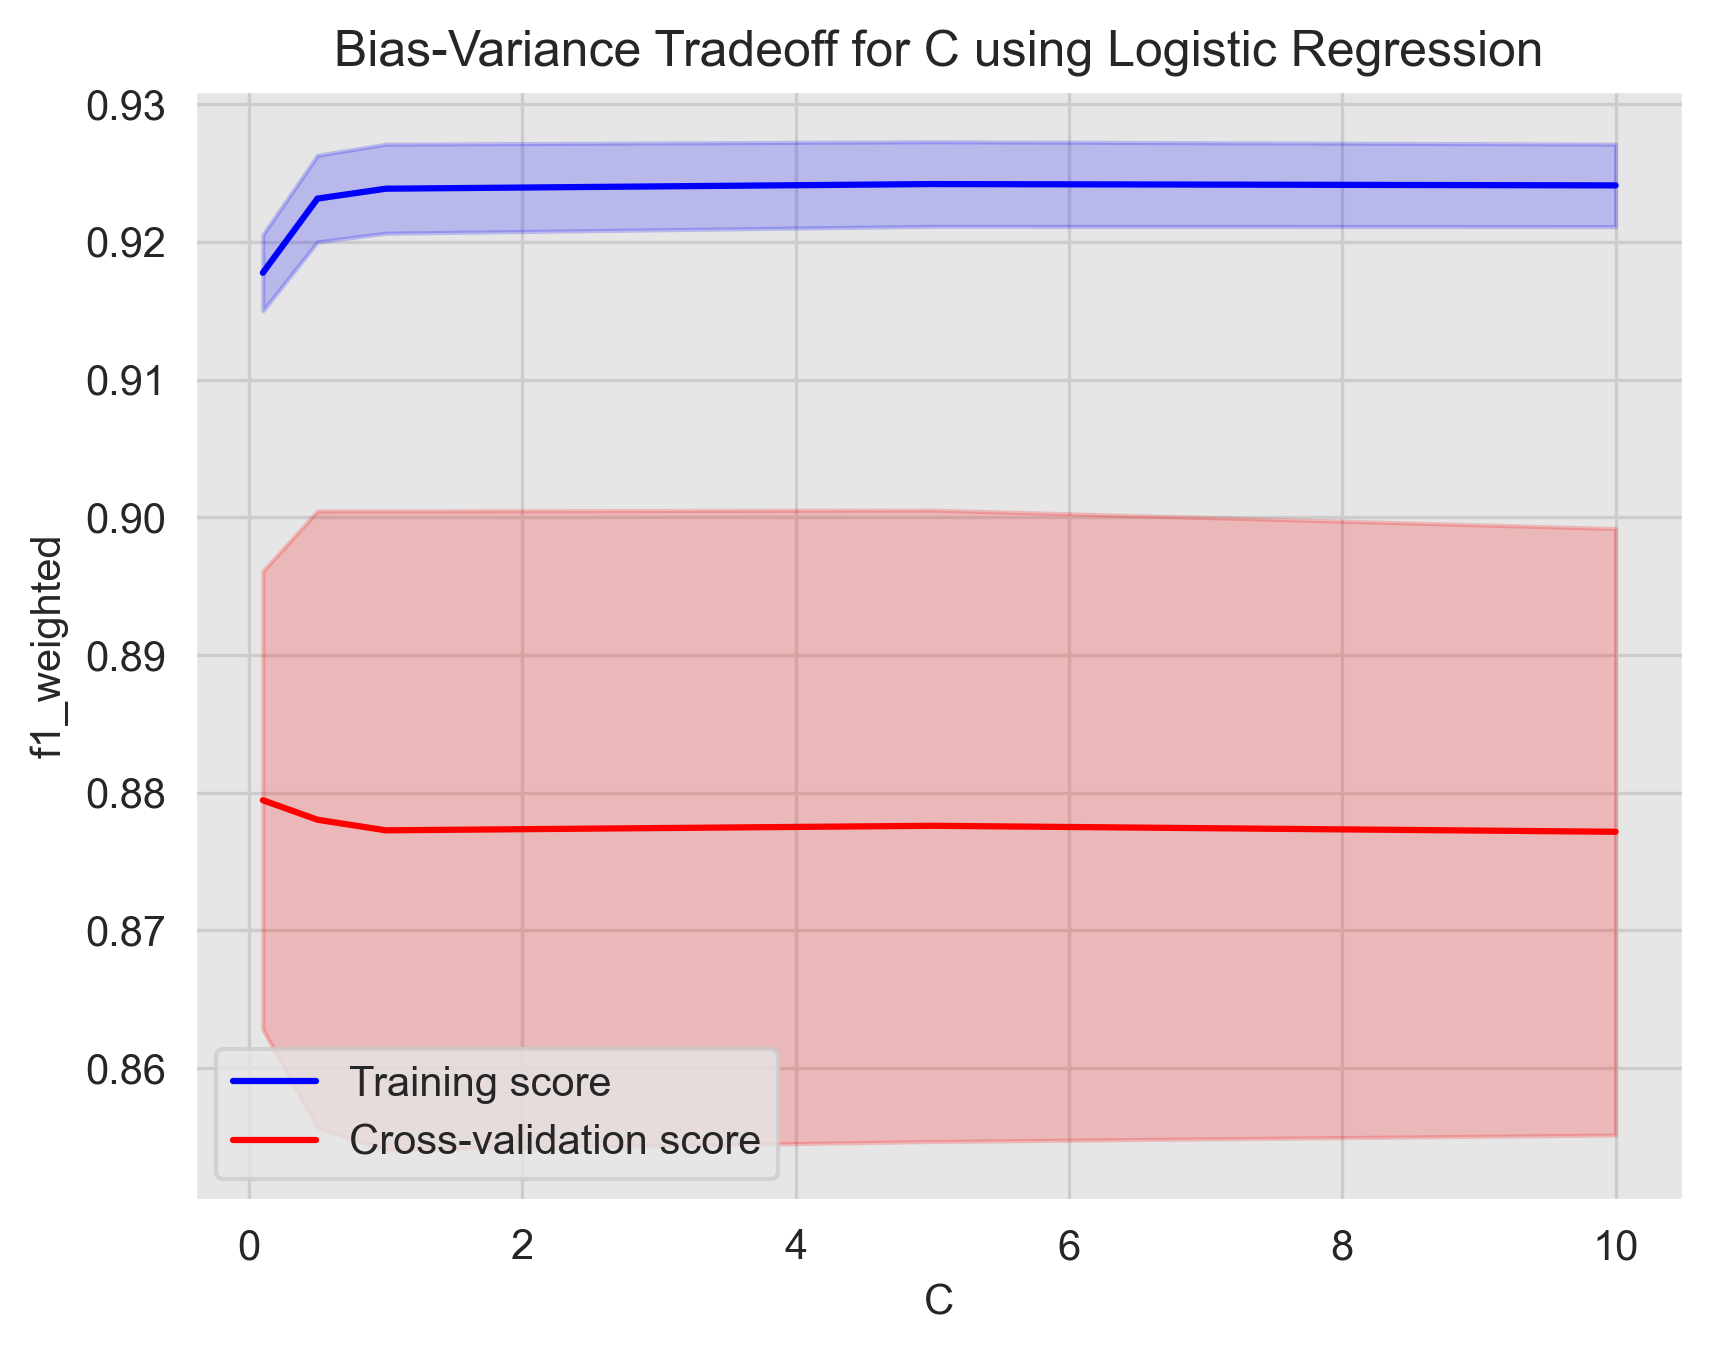 Bias-Variance Tradeoff for C using Logistic Regression
0.93
0.92
0.91
0.90
0.89
0.88
0.87
0.86
f1_weighted
Training score
Cross-validation score
0 2 4 6 8 10
C